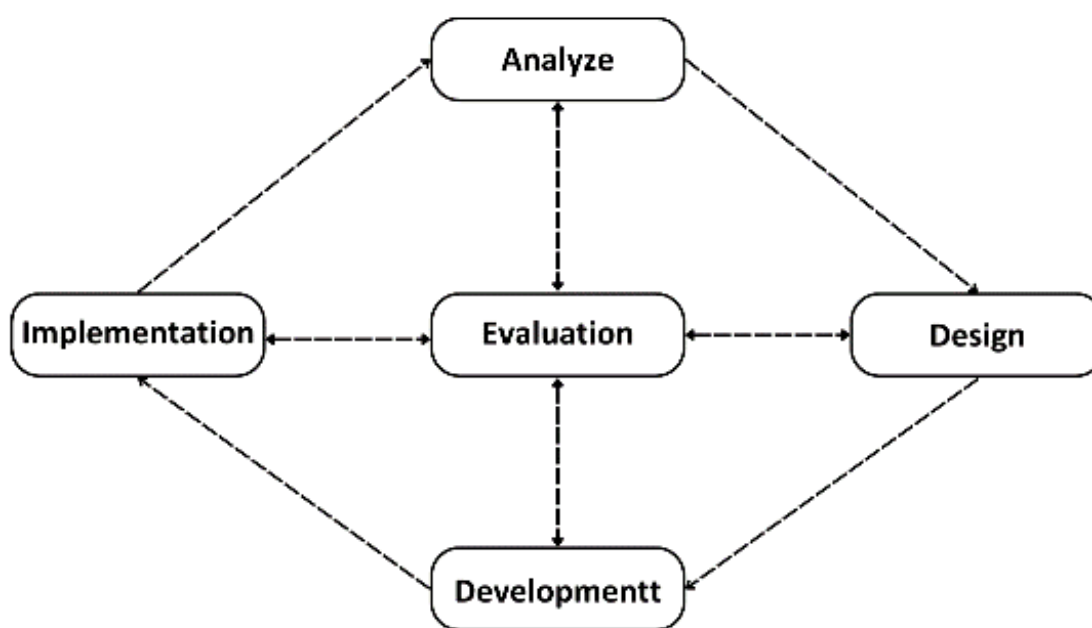 Analyze
Implementation
Evaluation
Design
Developmentt